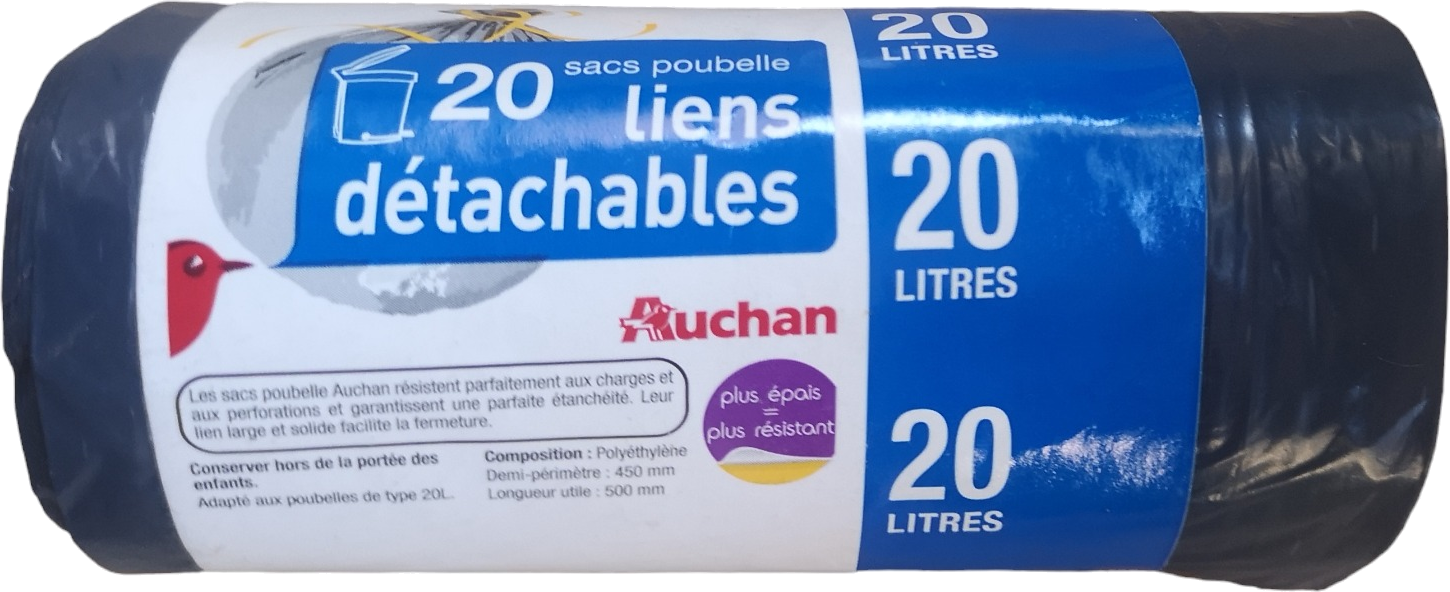 20 sacs poubelle
liens
détachables
Auchan
Les sacs poubelle Auchan résistent parfaitement aux charges et
aux perforations et garantissent une parfaite étanchéité. Leur
lien large et solide facilite la fermeture.
Conserver hors de la portée des
enfants.
Adapté aux poubelles de type 20L.
Composition : Polyéthylène
Demi-périmètre : 450 mm
Longueur utile : 500 mm
plus épais
=
plus résistant
20
LITRES
20
LITRES
20
LITRES